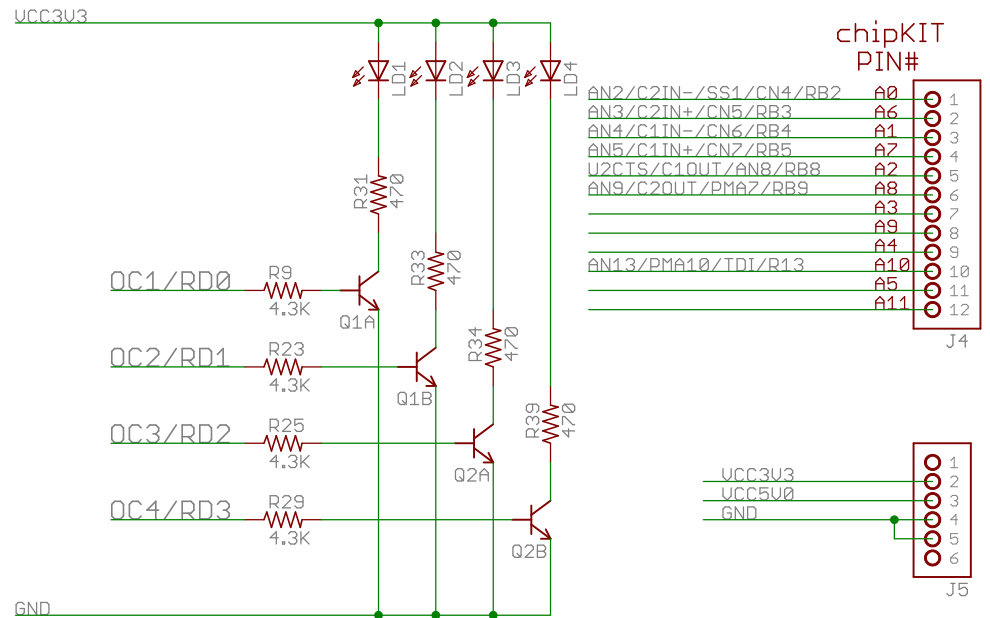 VCC3V3
LD1
LD2
LD3
LD4
R31
470
R33
470
R34
470
R39
470
OC1/RD0
R9
4.3K
Q1A
OC2/RD1
R23
4.3K
Q1B
OC3/RD2
R25
4.3K
Q2A
OC4/RD3
R29
4.3K
Q2B
GND
chipKIT
PIN#
AN2/C2IN-/SS1/CN4/RB2 A0 1
AN3/C2IN+/CN5/RB3 A6 2
AN4/C1IN-/CN6/RB4 A1 3
AN5/C1IN+/CN7/RB5 A7 4
U2CTS/C1OUT/AN8/RB8 A2 5
AN9/C2OUT/PMA7/RB9 A8 6
A3 7
A9 8
A4 9
AN13/PMA10/TDI/R13 A10 10
A5 11
A11 12
J4
1
VCC3V3 2
VCC5V0 3
GND 4
5
6
J5